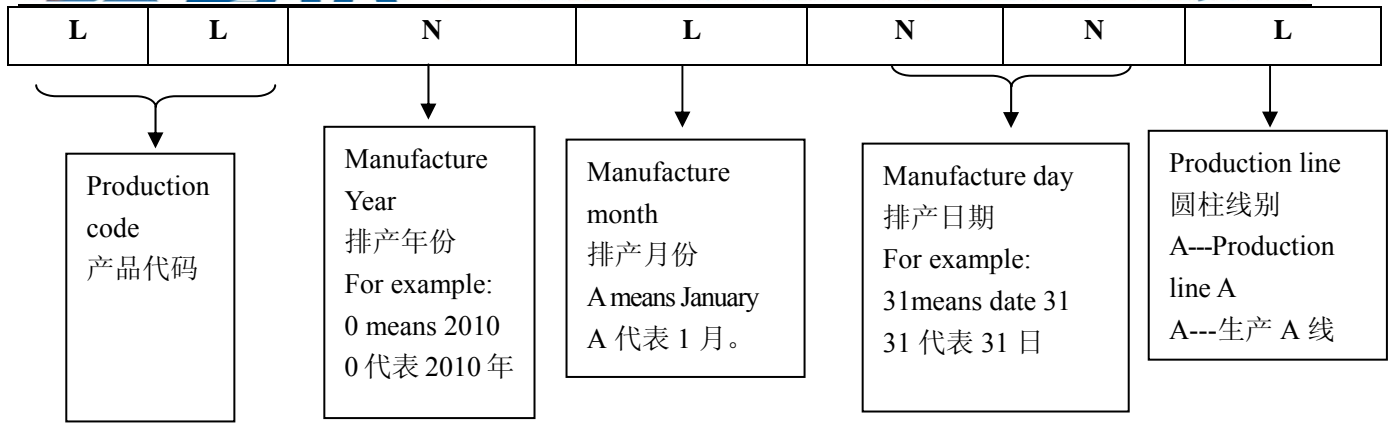 L L N L N N L
Production
code
产品代码
Manufacture
Year
排产年份
For example:
0 means 2010
0 代表 2010 年
Manufacture
month
排产月份
A means January
A 代表 1 月。
Manufacture day
排产日期
For example:
31means date 31
31 代表 31 日
Production line
圆柱线别
A---Production
line A
A---生产 A 线